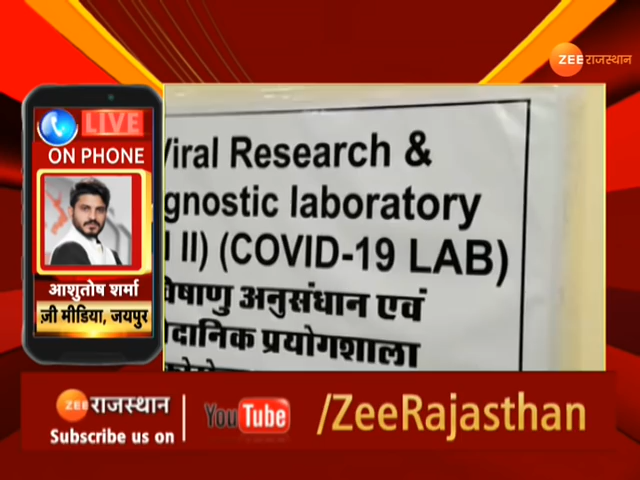 ZEE राजस्थान
LIVE
ON PHONE
आशुतोष शर्मा
ज़ी मीडिया, जयपुर
Viral Research &
gnostic laboratory
II) (COVID-19 LAB)
विषाणु अनुसंधान एवं
दानिक प्रयोगशाला
ZEE राजस्थान
Subscribe us on
YouTube
/ZeeRajasthan